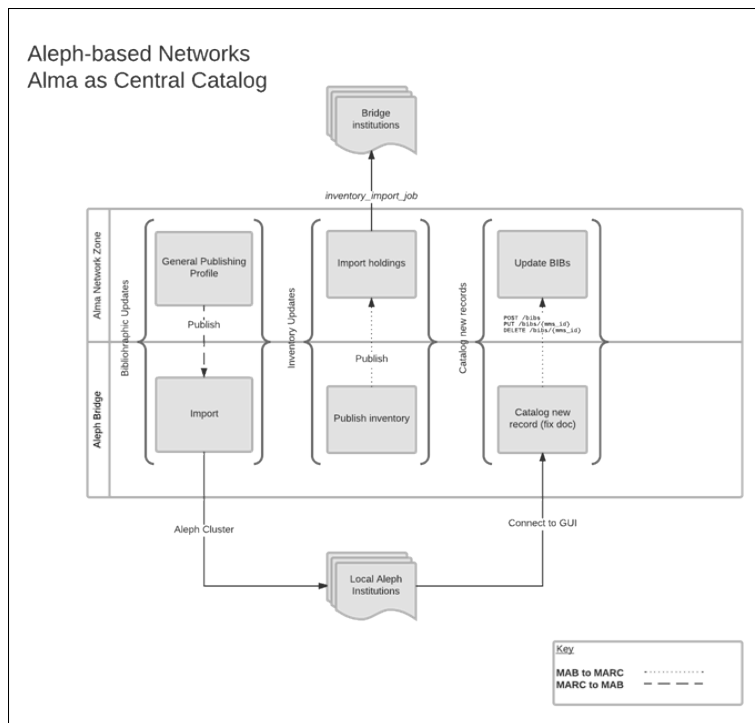 Aleph-based Networks
Alma as Central Catalog
Bridge
institutions
inventory_import_job
Alma Network Zone
Aleph Bridge
Bibliohraphic Updates
General Publishing
Profile
Publish
Import
Inventory Updates
Import holdings
Publish
Publish inventory
Catalog new records
Update BIBs
POST /bibs
PUT /bibs/{mms_id}
DELETE /bibs/{mms_id}
Catalog new
record (fix doc)
Aleph Cluster
Connect to GUI
Local Aleph
Institutions
Key
MAB to MARC
MARC to MAB